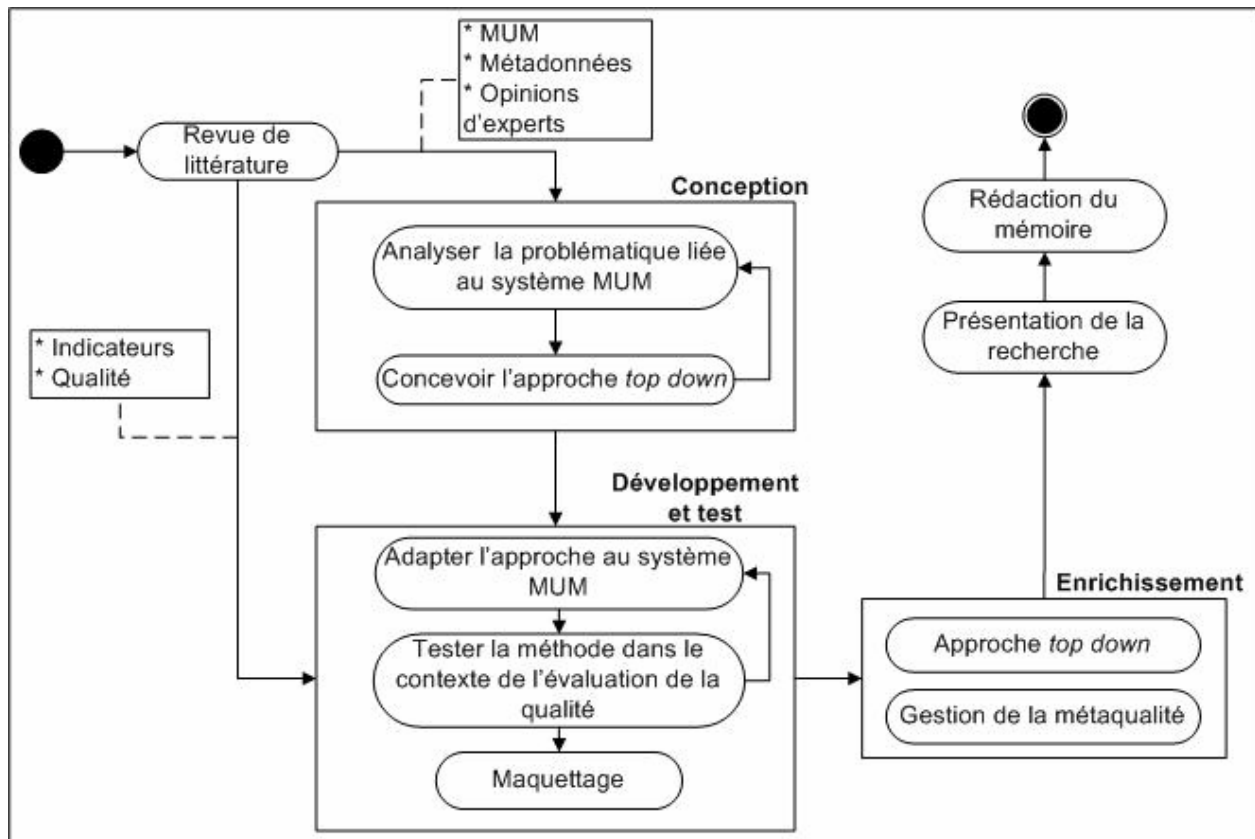 * MUM
* Métadonnées
* Opinions
d'experts
Revue de
littérature
Conception
Analyser la problématique liée
au système MUM
Concevoir l'approche top down
* Indicateurs
* Qualité
Développement
et test
Adapter l'approche au système
MUM
Tester la méthode dans le
contexte de l'évaluation de la
qualité
Maquettage
Enrichissement
Approche top down
Gestion de la métaqualité
Présentation de la
recherche
Rédaction du
mémoire